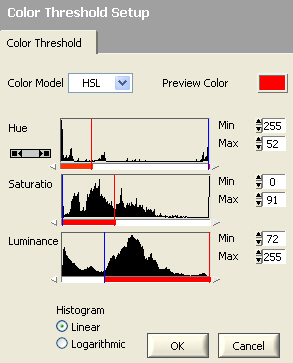 Color Threshold Setup
Color Threshold
Color Model HSL Preview Color
Hue Min 255
Max 52
Saturatio Min 0
Max 91
Luminance Min 72
Max 255
Histogram
Linear
Logarithmic OK Cancel